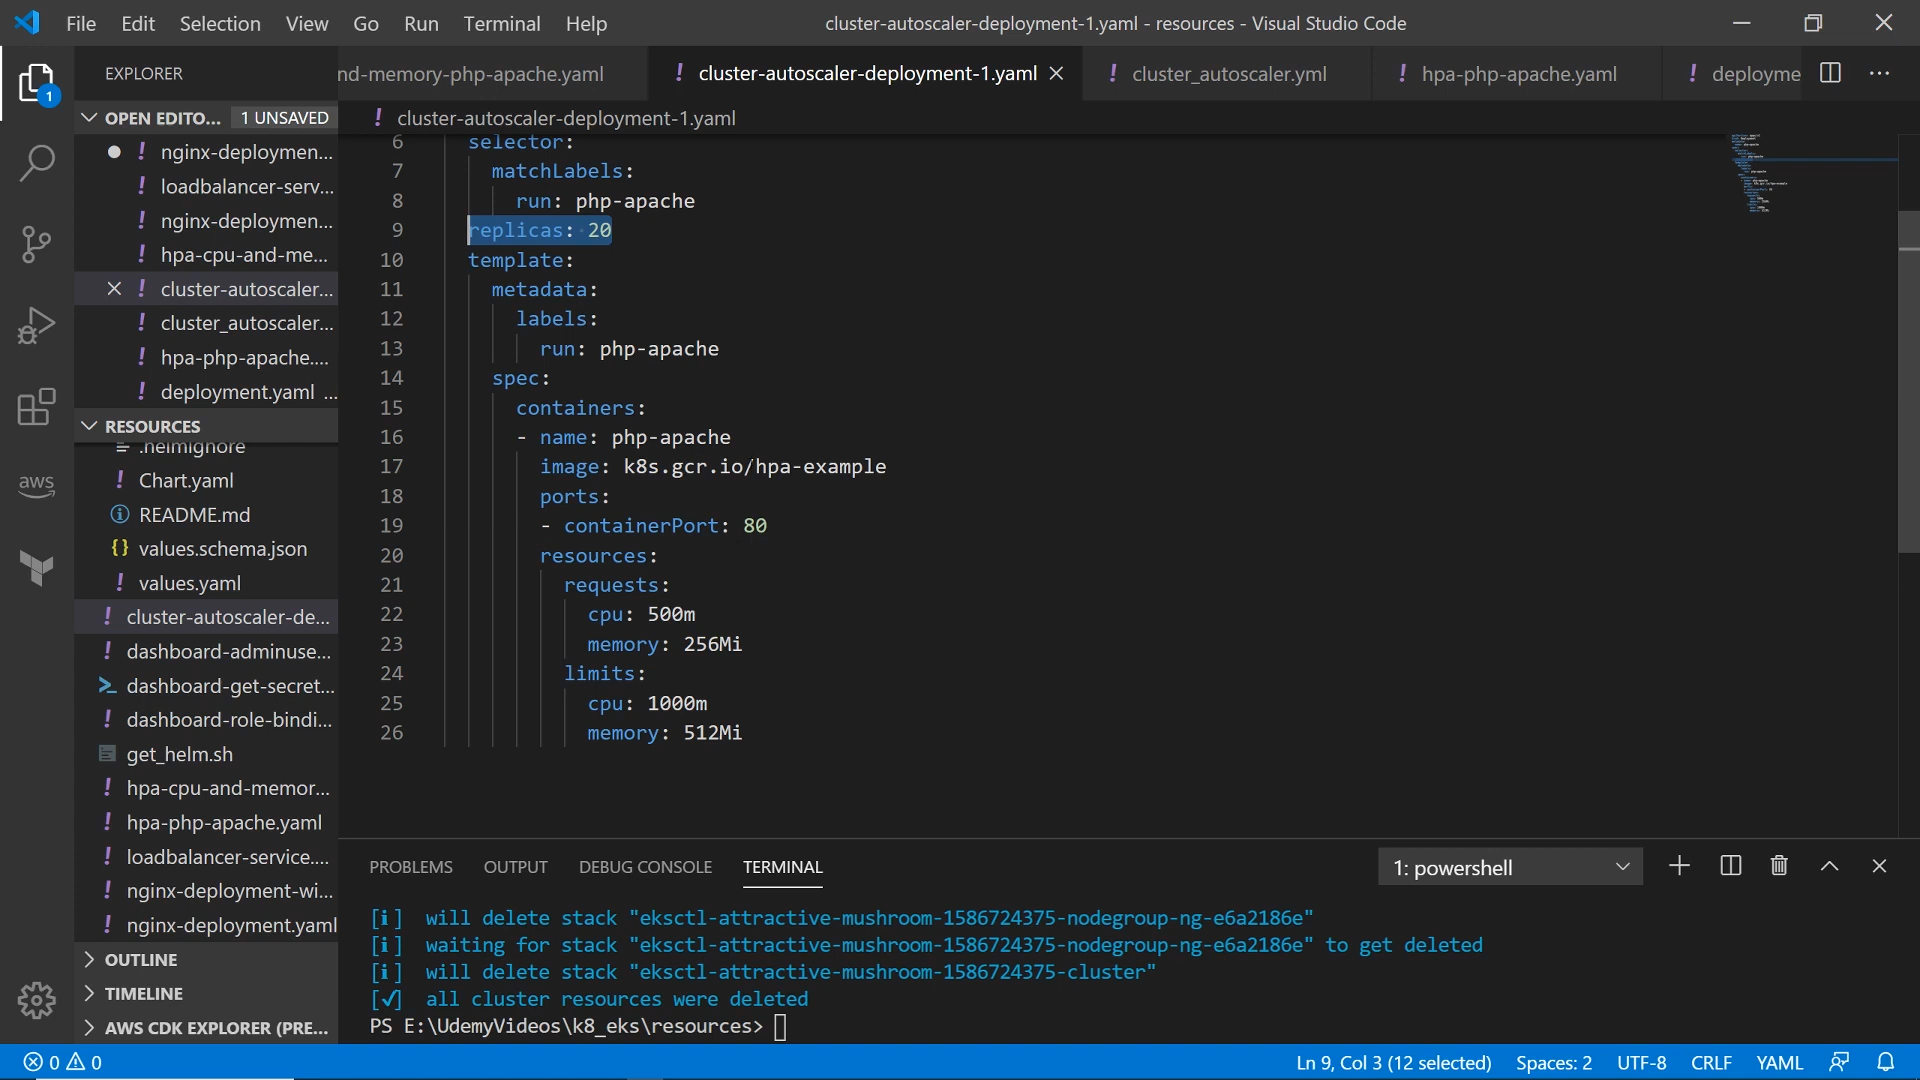 File Edit Selection View Go Run Terminal Help
cluster-autoscaler-deployment-1.yaml - resources - Visual Studio Code
EXPLORER
nd-memory-php-apache.yaml
! cluster-autoscaler-deployment-1.yaml
! cluster_autoscaler.yml
! hpa-php-apache.yaml
! deployme
OPEN EDITO... 1 UNSAVED
! cluster-autoscaler-deployment-1.yaml
! nginx-deploymen...
! loadbalancer-serv...
! nginx-deploymen...
! hpa-cpu-and-me...
! cluster-autoscaler...
! cluster_autoscaler...
! hpa-php-apache....
! deployment.yaml ...
RESOURCES
.helmignore
! Chart.yaml
README.md
{} values.schema.json
! values.yaml
! cluster-autoscaler-de...
! dashboard-adminuse...
dashboard-get-secret...
! dashboard-role-bindi...
get_helm.sh
! hpa-cpu-and-memor...
! hpa-php-apache.yaml
! loadbalancer-service....
! nginx-deployment-wi...
! nginx-deployment.yaml
OUTLINE
TIMELINE
AWS CDK EXPLORER (PRE...
1
aws
6 selector:
7 matchLabels:
8 run: php-apache
9 replicas: 20
10 template:
11 metadata:
12 labels:
13 run: php-apache
14 spec:
15 containers:
16 - name: php-apache
17 image: k8s.gcr.io/hpa-example
18 ports:
19 - containerPort: 80
20 resources:
21 requests:
22 cpu: 500m
23 memory: 256Mi
24 limits:
25 cpu: 1000m
26 memory: 512Mi
PROBLEMS OUTPUT DEBUG CONSOLE TERMINAL 1: powershell
[i] will delete stack "eksctl-attractive-mushroom-1586724375-nodegroup-ng-e6a2186e"
[i] waiting for stack "eksctl-attractive-mushroom-1586724375-nodegroup-ng-e6a2186e" to get deleted
[i] will delete stack "eksctl-attractive-mushroom-1586724375-cluster"
[✓] all cluster resources were deleted
PS E:\UdemyVideos\k8_eks\resources>
0 0 Ln 9, Col 3 (12 selected) Spaces: 2 UTF-8 CRLF YAML